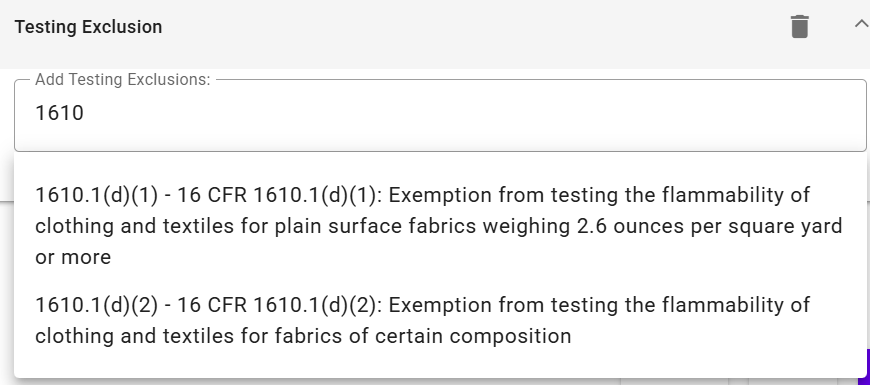 Testing Exclusion
Add Testing Exclusions:
1610
1610.1(d)(1) - 16 CFR 1610.1(d)(1): Exemption from testing the flammability of
clothing and textiles for plain surface fabrics weighing 2.6 ounces per square yard
or more
1610.1(d)(2) - 16 CFR 1610.1(d)(2): Exemption from testing the flammability of
clothing and textiles for fabrics of certain composition